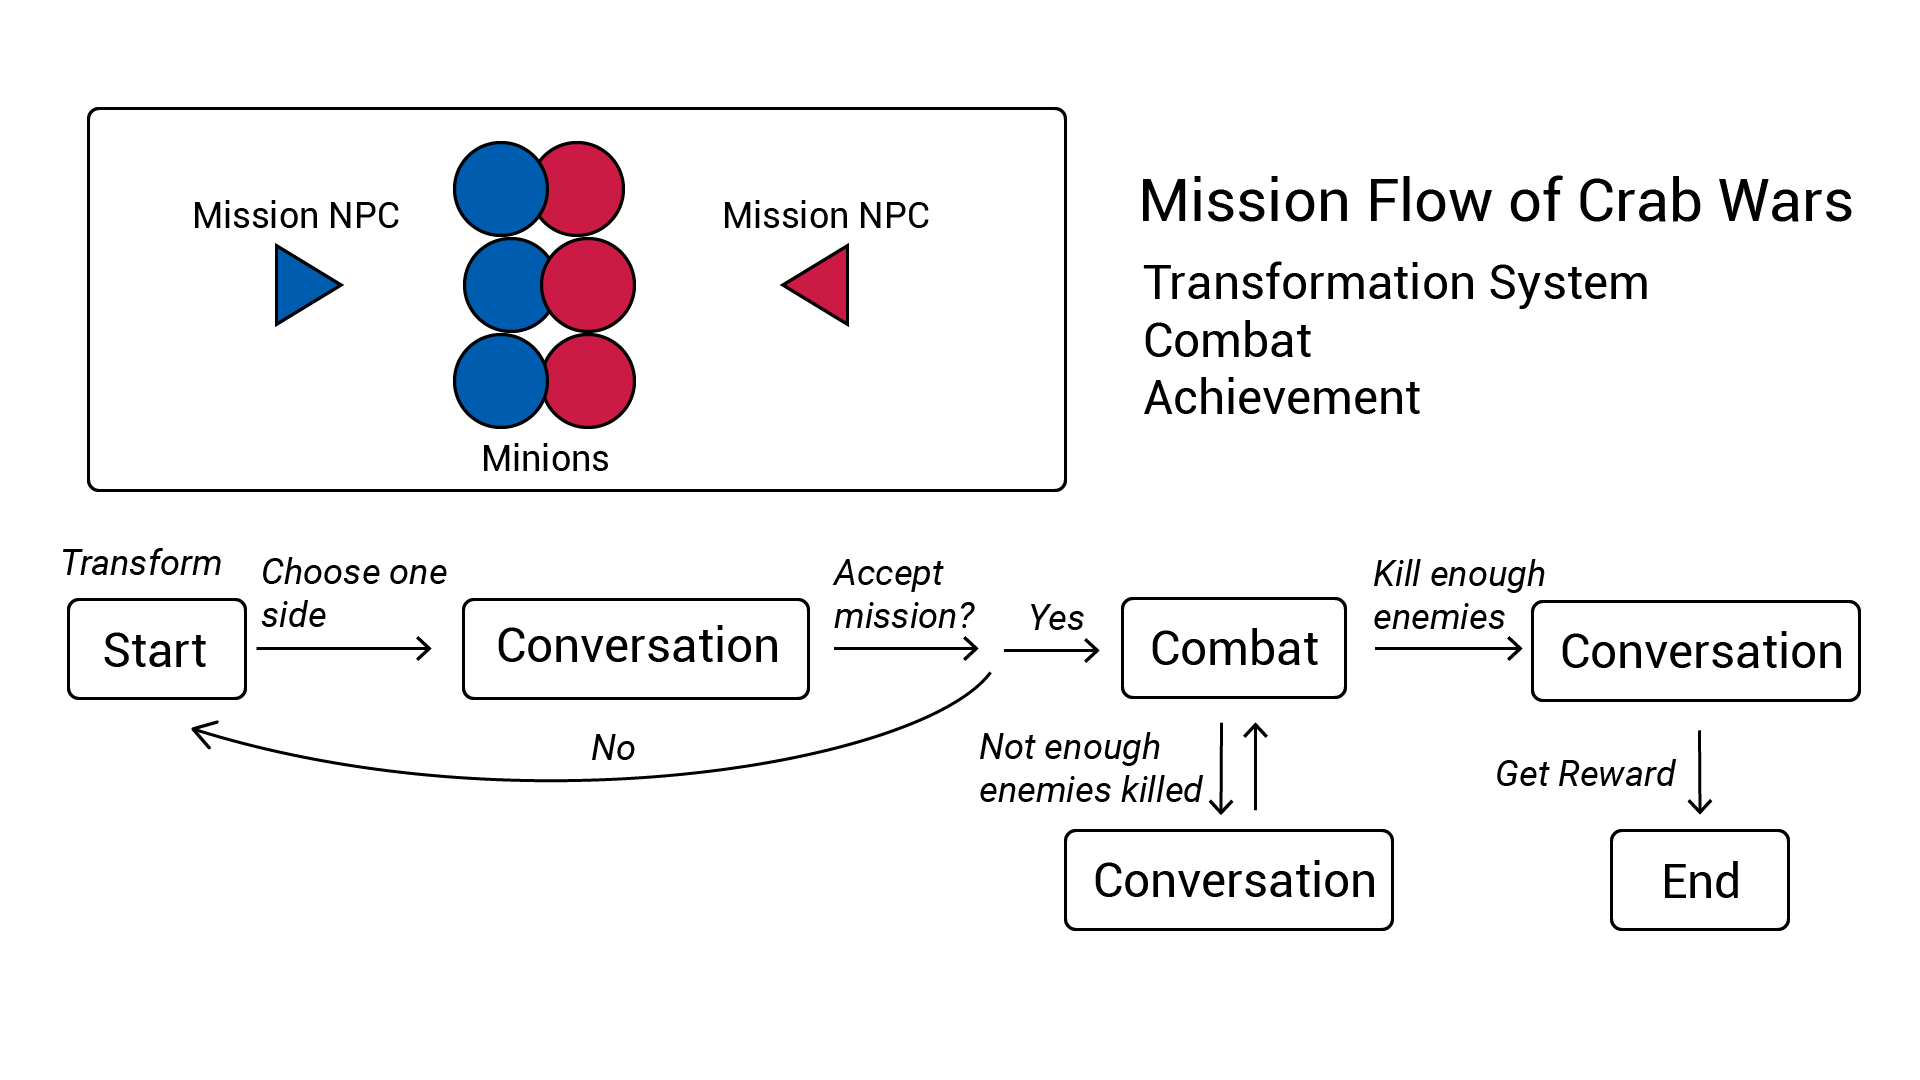 Mission NPC
Mission NPC
Minions
Mission Flow of Crab Wars
Transformation System
Combat
Achievement
Transform
Start
Choose one
side
Conversation
Accept
mission?
Yes
No
Combat
Kill enough
enemies
Conversation
Not enough
enemies killed
Conversation
Get Reward
End